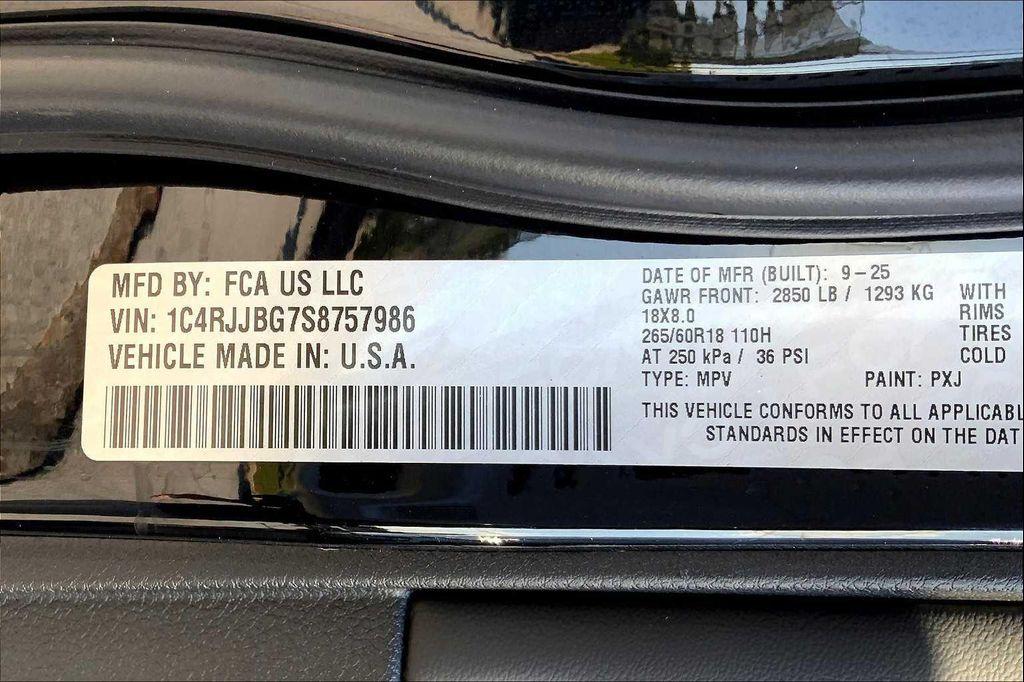 MFD BY: FCA US LLC
VIN: 1C4RJJBG7S8757986
VEHICLE MADE IN: U.S.A.
DATE OF MFR (BUILT): 9-25
GAWR FRONT: 2850 LB / 1293 KG WITH
18X8.0 RIMS
265/60R18 110H TIRES
AT 250 kPa / 36 PSI COLD
TYPE: MPV PAINT: PXJ
THIS VEHICLE CONFORMS TO ALL APPLICABL
STANDARDS IN EFFECT ON THE DAT